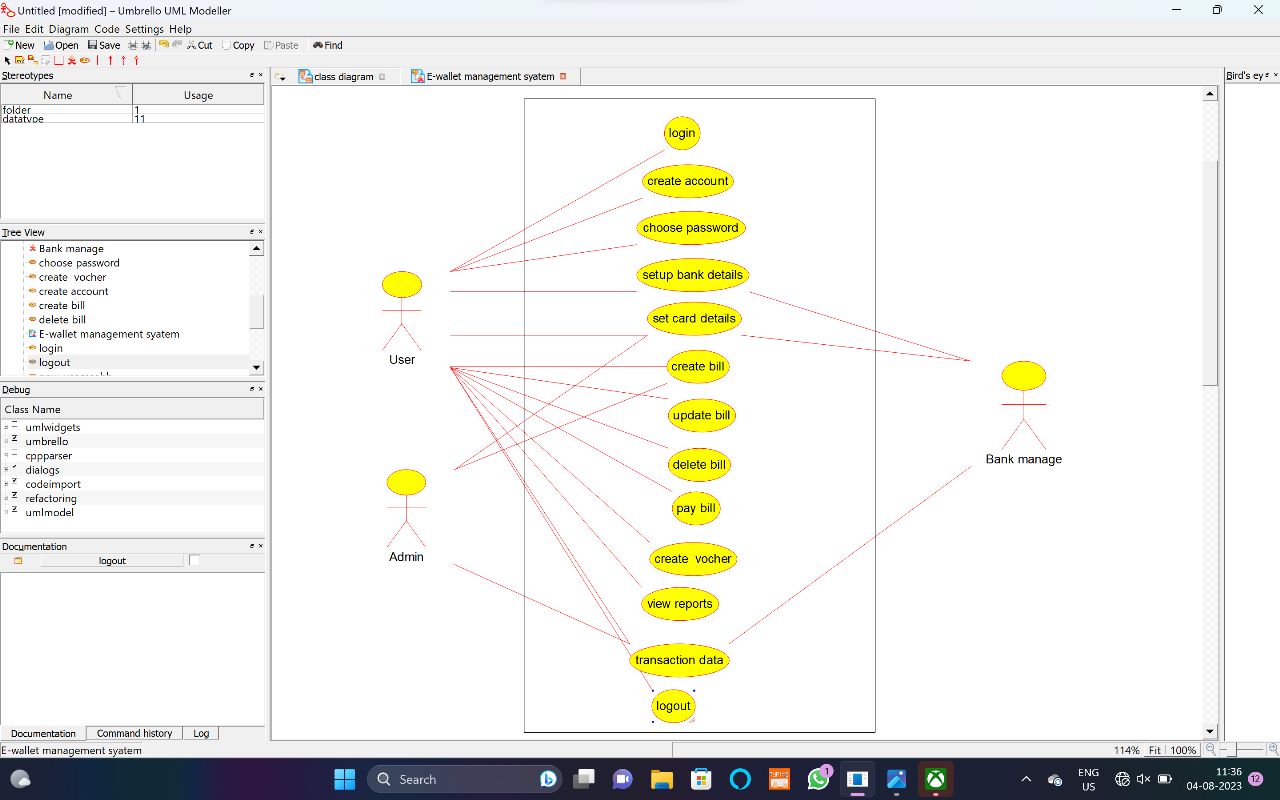 Untitled [modified] – Umbrello UML Modeller
File Edit Diagram Code Settings Help
New Open Save Cut Copy Paste Find
Stereotypes
Name Usage
folder 1
datatype 11
Tree View
Bank manage
choose password
create  vocher
create account
create bill
delete bill
E-wallet management syatem
login
logout
Debug
Class Name
umlwidgets
umbrello
cppparser
dialogs
codeimport
refactoring
umlmodel
Documentation
logout
Documentation Command history Log
E-wallet management syatem
class diagram E-wallet management syatem
Bird's ey
login
create account
choose password
setup bank details
set card details
create bill
update bill
delete bill
pay bill
create  vocher
view reports
transaction data
logout
User
Admin
Bank manage
114% Fit 100%
Search
TYPING
1
ENG
US
11:36
04-08-2023
12